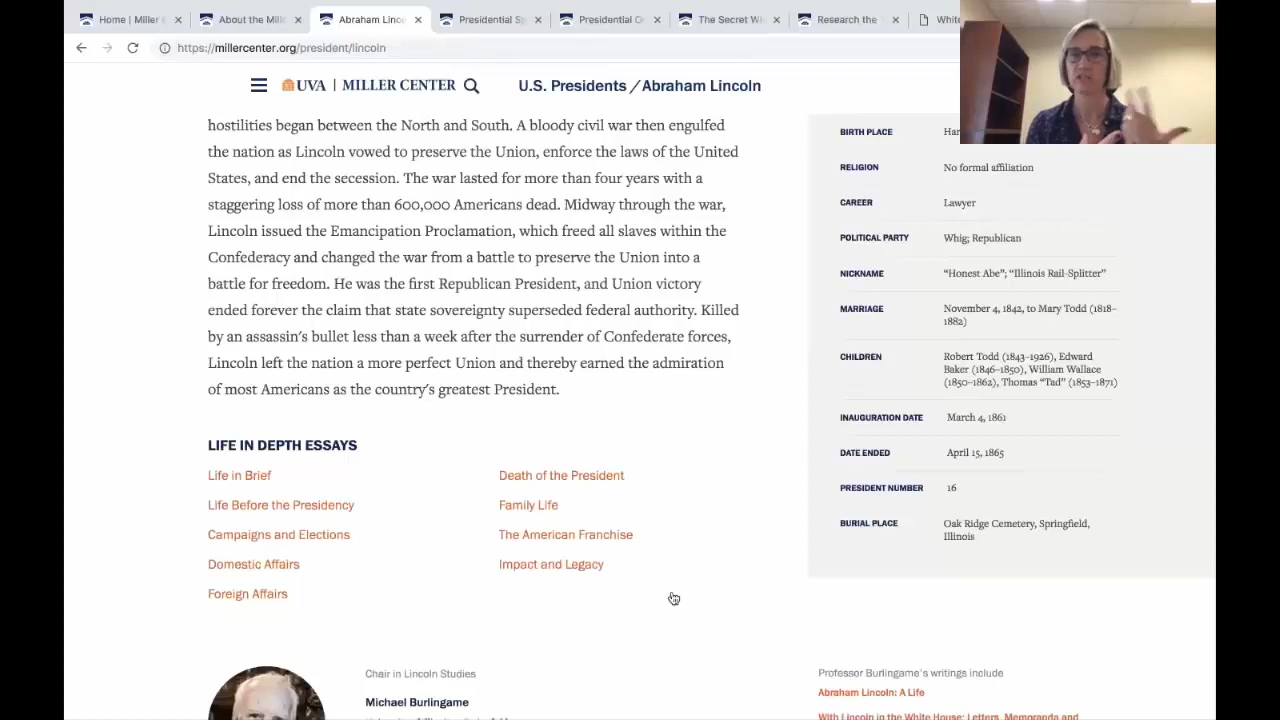 Home | Miller
About the Mill
Abraham Linco
Presidential Sp
Presidential
The Secret W
Research the
Whit
https://millercenter.org/president/lincoln
UVA | MILLER CENTER
U.S. Presidents / Abraham Lincoln
hostilities began between the North and South. A bloody civil war then engulfed
the nation as Lincoln vowed to preserve the Union, enforce the laws of the United
States, and end the secession. The war lasted for more than four years with a
staggering loss of more than 600,000 Americans dead. Midway through the war,
Lincoln issued the Emancipation Proclamation, which freed all slaves within the
Confederacy and changed the war from a battle to preserve the Union into a
battle for freedom. He was the first Republican President, and Union victory
ended forever the claim that state sovereignty superseded federal authority. Killed
by an assassin's bullet less than a week after the surrender of Confederate forces,
Lincoln left the nation a more perfect Union and thereby earned the admiration
of most Americans as the country's greatest President.
LIFE IN DEPTH ESSAYS
Life in Brief
Life Before the Presidency
Campaigns and Elections
Domestic Affairs
Foreign Affairs
Death of the President
Family Life
The American Franchise
Impact and Legacy
BIRTH PLACE Har
RELIGION No formal affiliation
CAREER Lawyer
POLITICAL PARTY Whig; Republican
NICKNAME “Honest Abe”; “Illinois Rail-Splitter”
MARRIAGE November 4, 1842, to Mary Todd (1818–
1882)
CHILDREN Robert Todd (1843–1926), Edward
Baker (1846–1850), William Wallace
(1850–1862), Thomas “Tad” (1853–1871)
INAUGURATION DATE March 4, 1861
DATE ENDED April 15, 1865
PRESIDENT NUMBER 16
BURIAL PLACE Oak Ridge Cemetery, Springfield,
Illinois
Chair in Lincoln Studies
Michael Burlingame
Professor Burlingame's writings include
Abraham Lincoln: A Life
With Lincoln in the White House: Letters, Memoranda and